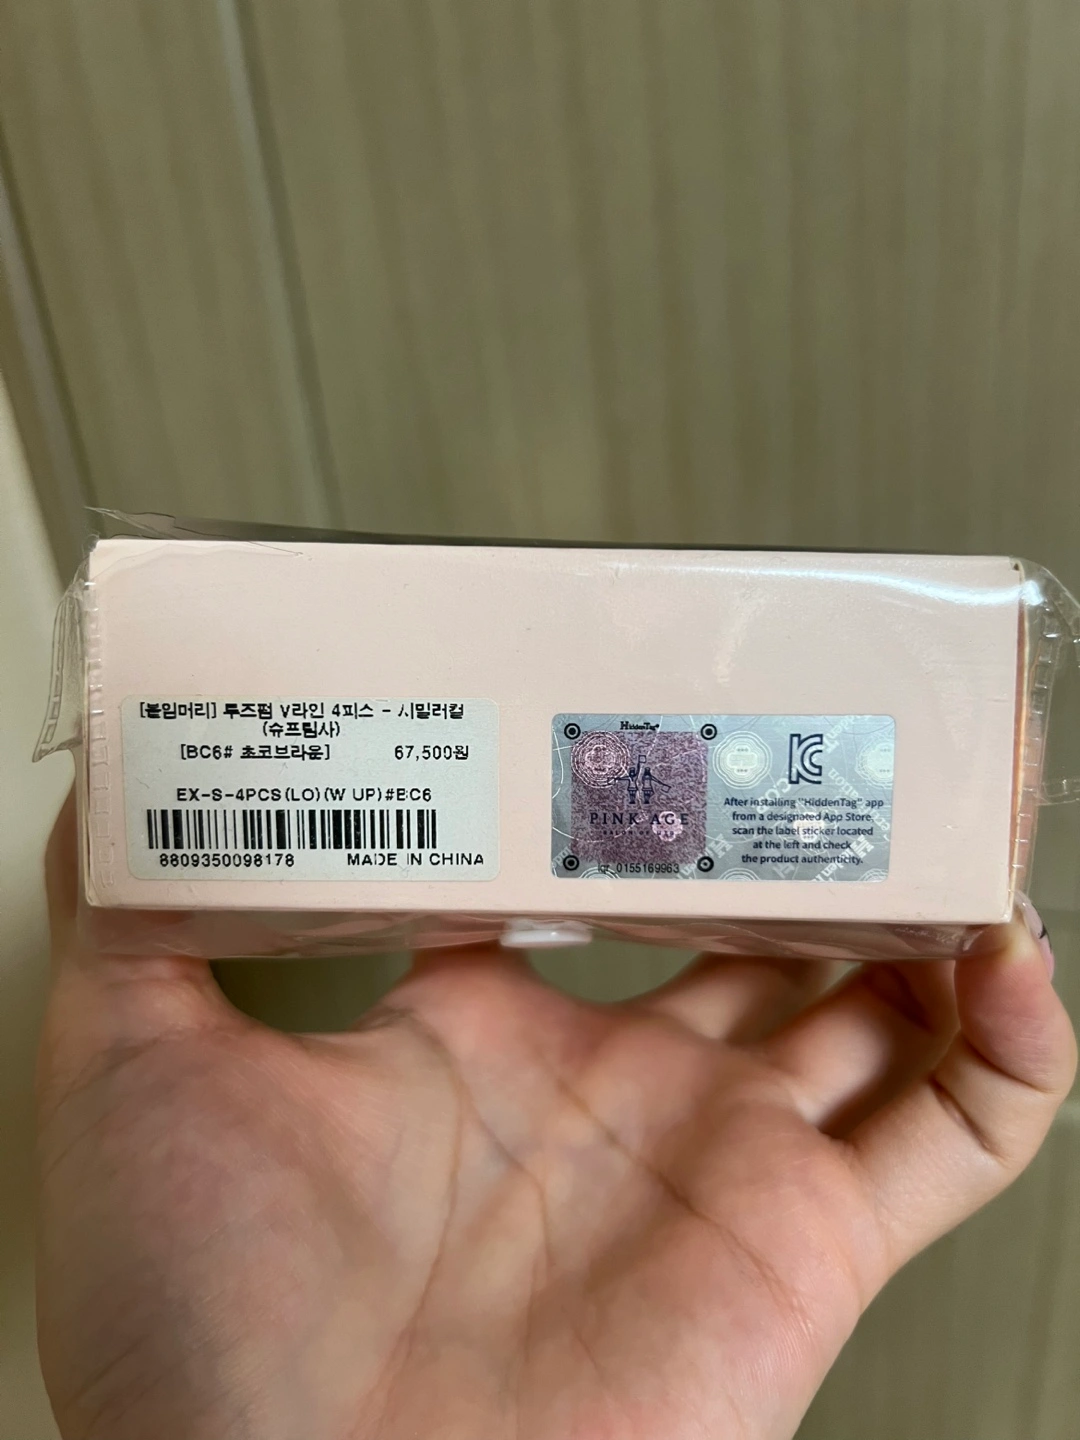 [붙임머리] 루즈펌 V라인 4피스 - 시밀러컬
(슈프림사)
[BC6# 초코브라운] 67,500원
EX-S-4PCS(LO)(W UP)#BC6
8809350098178 MADE IN CHINA
HiddenTag
PINK AGE
lgr_0155169963
After installing "HiddenTag" app
from a designated App Store,
scan the label sticker located
at the left and check
the product authenticity.